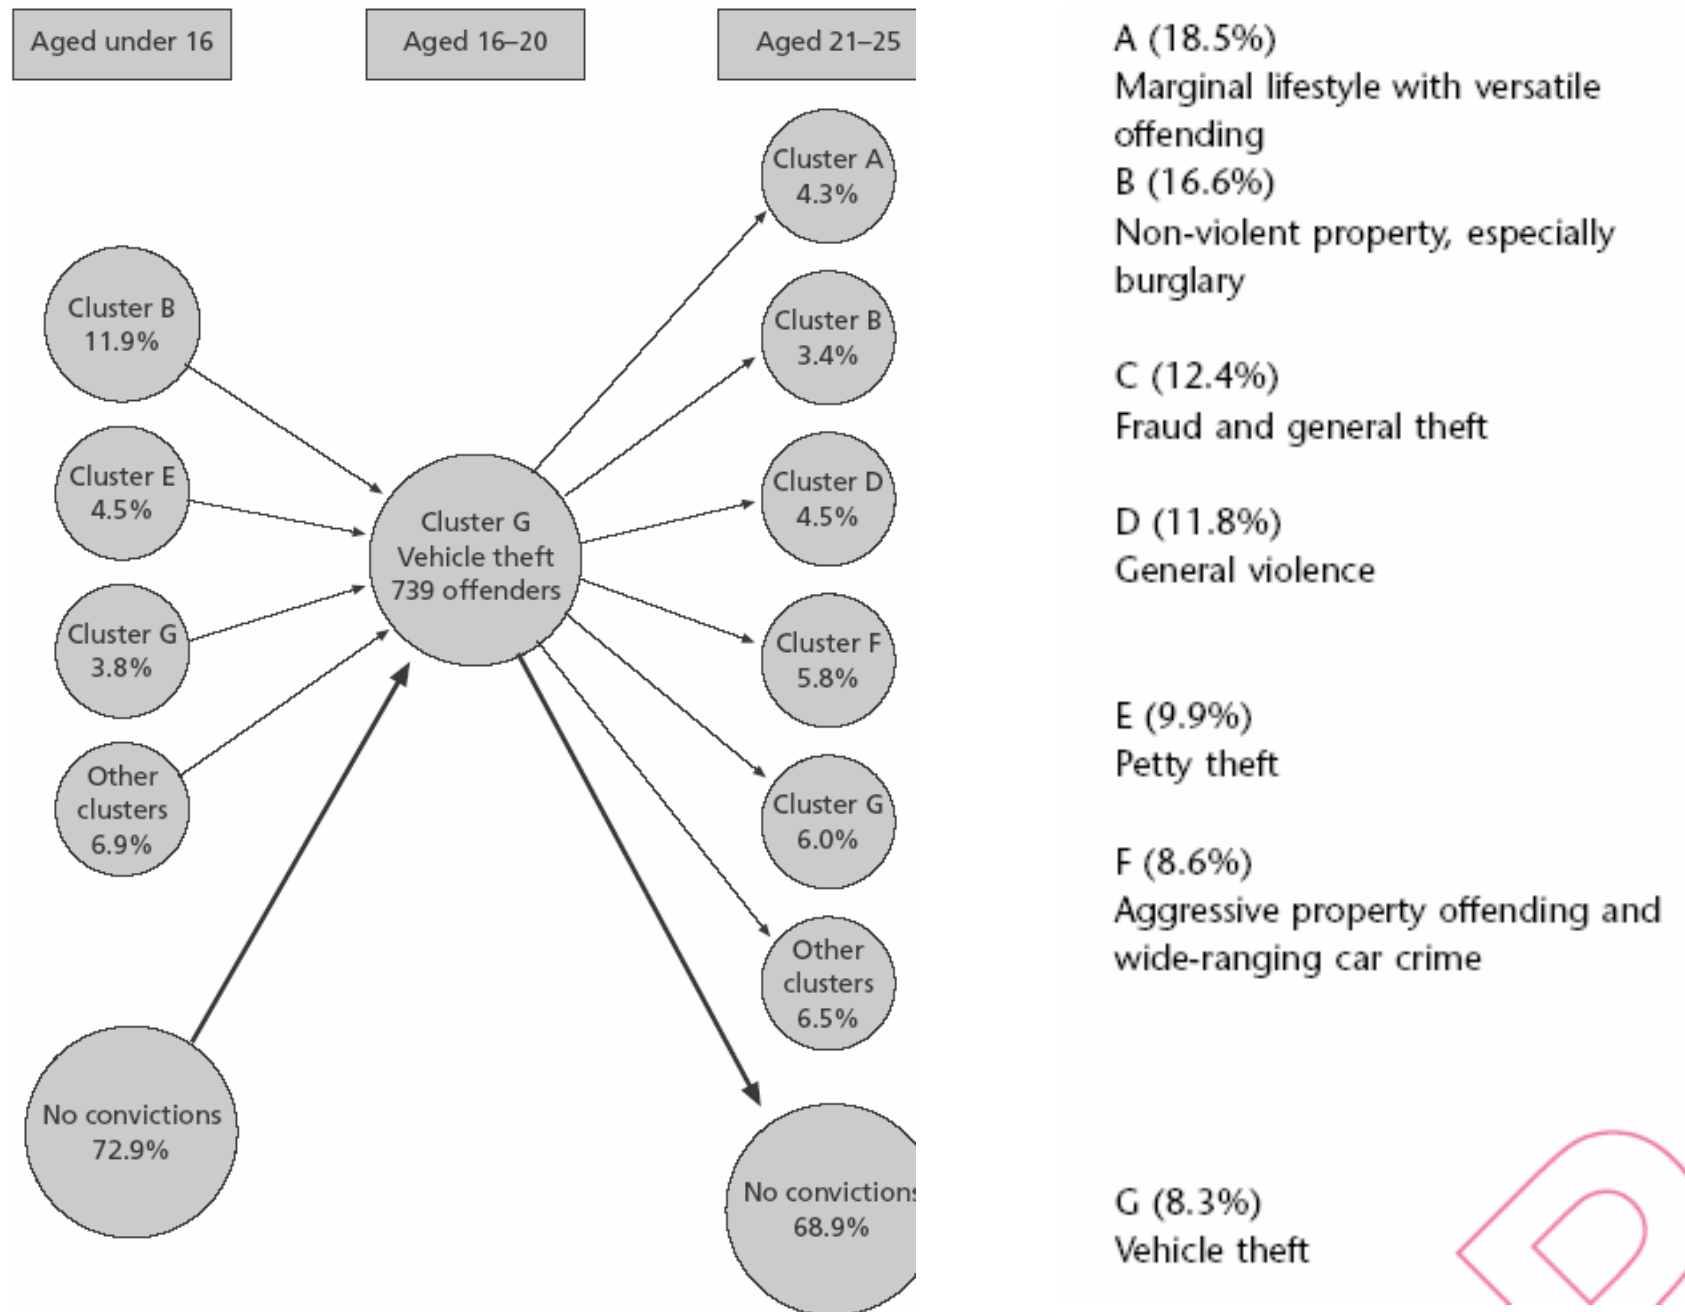 Aged under 16
Aged 16–20
Aged 21–25
Cluster B
11.9%
Cluster E
4.5%
Cluster G
3.8%
Other
clusters
6.9%
No convictions
72.9%
Cluster G
Vehicle theft
739 offenders
Cluster A
4.3%
Cluster B
3.4%
Cluster D
4.5%
Cluster F
5.8%
Cluster G
6.0%
Other
clusters
6.5%
No convictions
68.9%
A (18.5%)
Marginal lifestyle with versatile
offending
B (16.6%)
Non-violent property, especially
burglary
C (12.4%)
Fraud and general theft
D (11.8%)
General violence
E (9.9%)
Petty theft
F (8.6%)
Aggressive property offending and
wide-ranging car crime
G (8.3%)
Vehicle theft